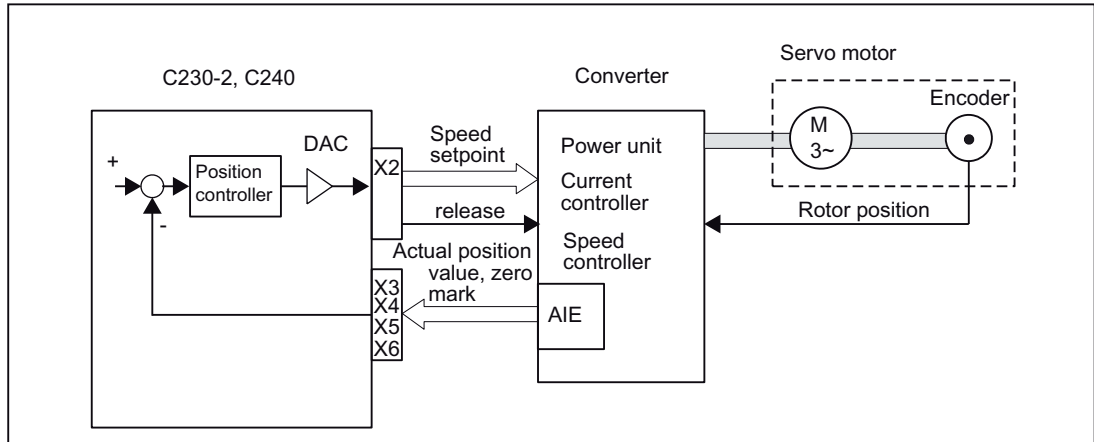 Servo motor
C230-2, C240
Converter
Encoder
DAC
Speed
setpoint
M
3~
+
X2
Position
controller
Power unit
Current
controller
-
release
Rotor position
Actual position
value, zero
mark
Speed
controller
X3
X4
X5
X6
AIE